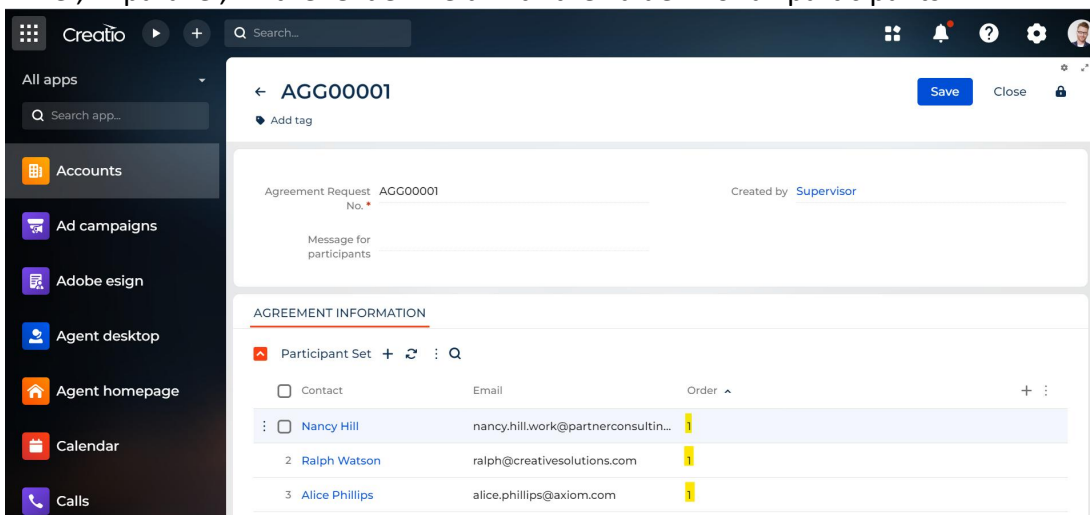 Creatio
Search...
All apps
Search app...
Accounts
Ad campaigns
Adobe esign
Agent desktop
Agent homepage
Calendar
Calls
AGG00001
Save
Close
Add tag
Agreement Request No. *
AGG00001
Created by Supervisor
Message for participants
AGREEMENT INFORMATION
Participant Set
Contact Email Order
Nancy Hill nancy.hill.work@partnerconsultin... 1
2 Ralph Watson ralph@creativesolutions.com 1
3 Alice Phillips alice.phillips@axiom.com 1